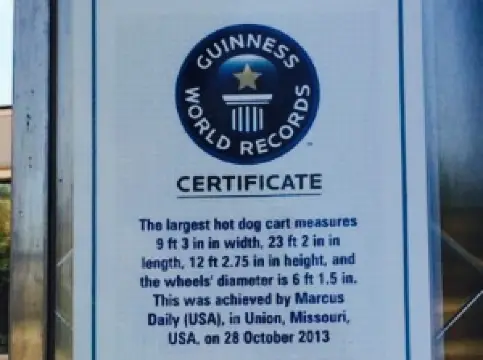 GUINNESS
WORLD RECORDS
CERTIFICATE
The largest hot dog cart measures
9 ft 3 in in width, 23 ft 2 in in
length, 12 ft 2.75 in in height, and
the wheels' diameter is 6 ft 1.5 in.
This was achieved by Marcus
Daily (USA), in Union, Missouri,
USA, on 28 October 2013